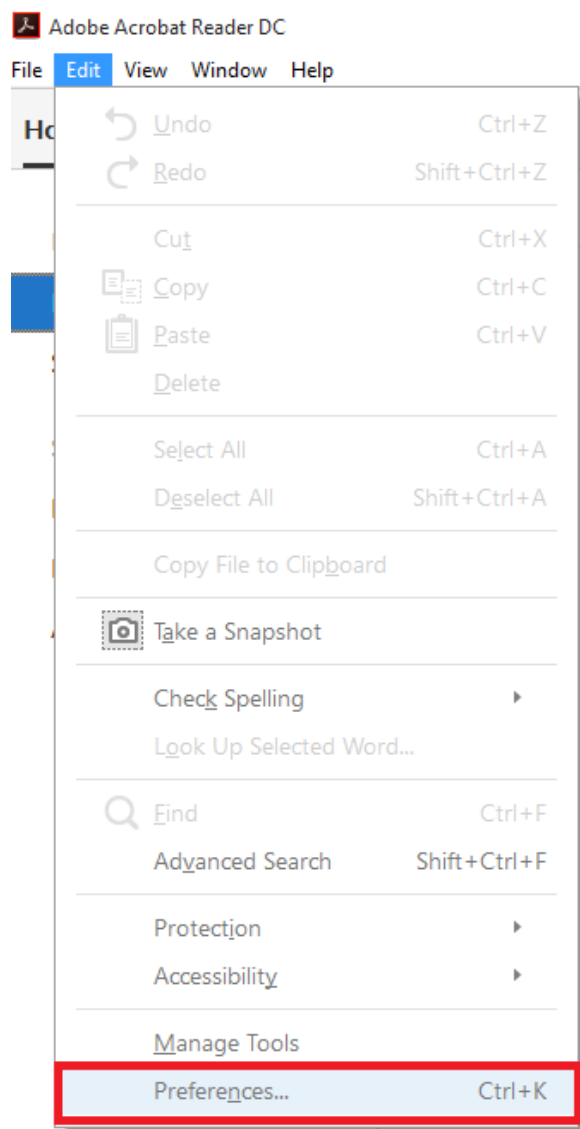 Adobe Acrobat Reader DC
File Edit View Window Help
Undo Ctrl+Z
Redo Shift+Ctrl+Z
Cut Ctrl+X
Copy Ctrl+C
Paste Ctrl+V
Delete
Select All Ctrl+A
Deselect All Shift+Ctrl+A
Copy File to Clipboard
Take a Snapshot
Check Spelling
Look Up Selected Word...
Find Ctrl+F
Advanced Search Shift+Ctrl+F
Protection
Accessibility
Manage Tools
Preferences... Ctrl+K